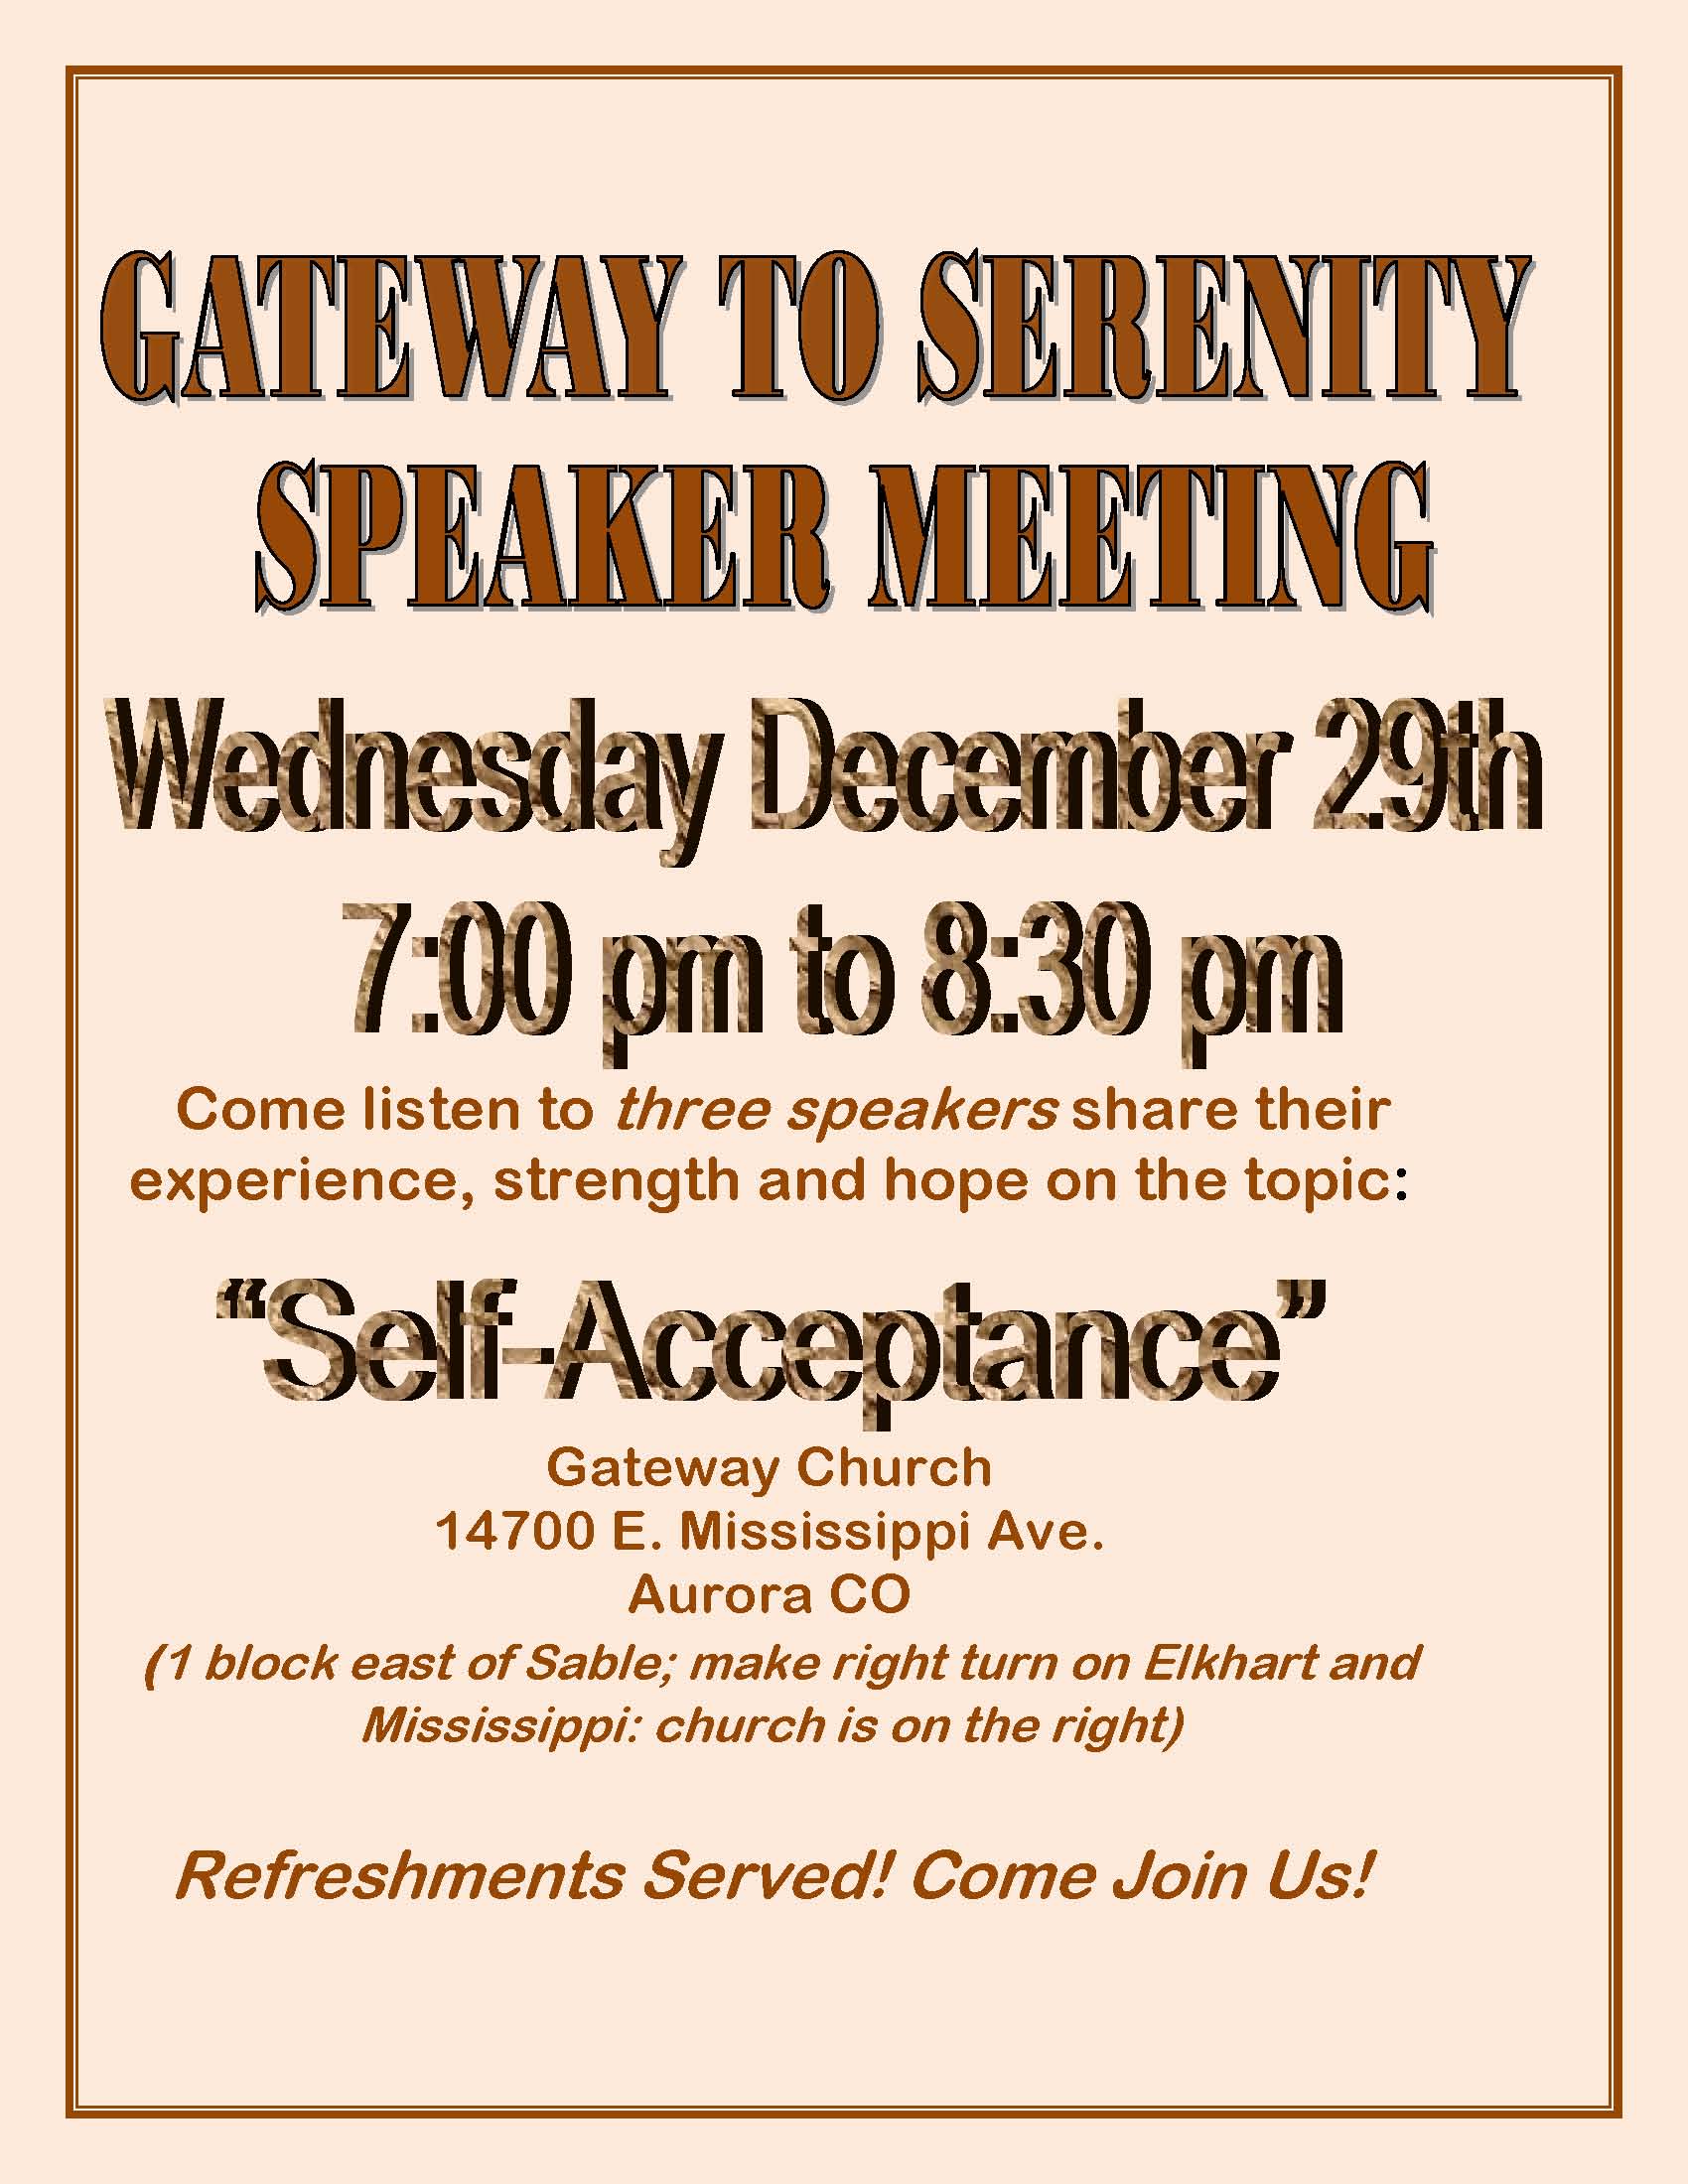 GATEWAY TO SERENITY
SPEAKER MEETING
Wednesday December 29th
7:00 pm to 8:30 pm
Come listen to three speakers share their
experience, strength and hope on the topic:
“Self-Acceptance”
Gateway Church
14700 E. Mississippi Ave.
Aurora CO
(1 block east of Sable; make right turn on Elkhart and
Mississippi: church is on the right)
Refreshments Served! Come Join Us!